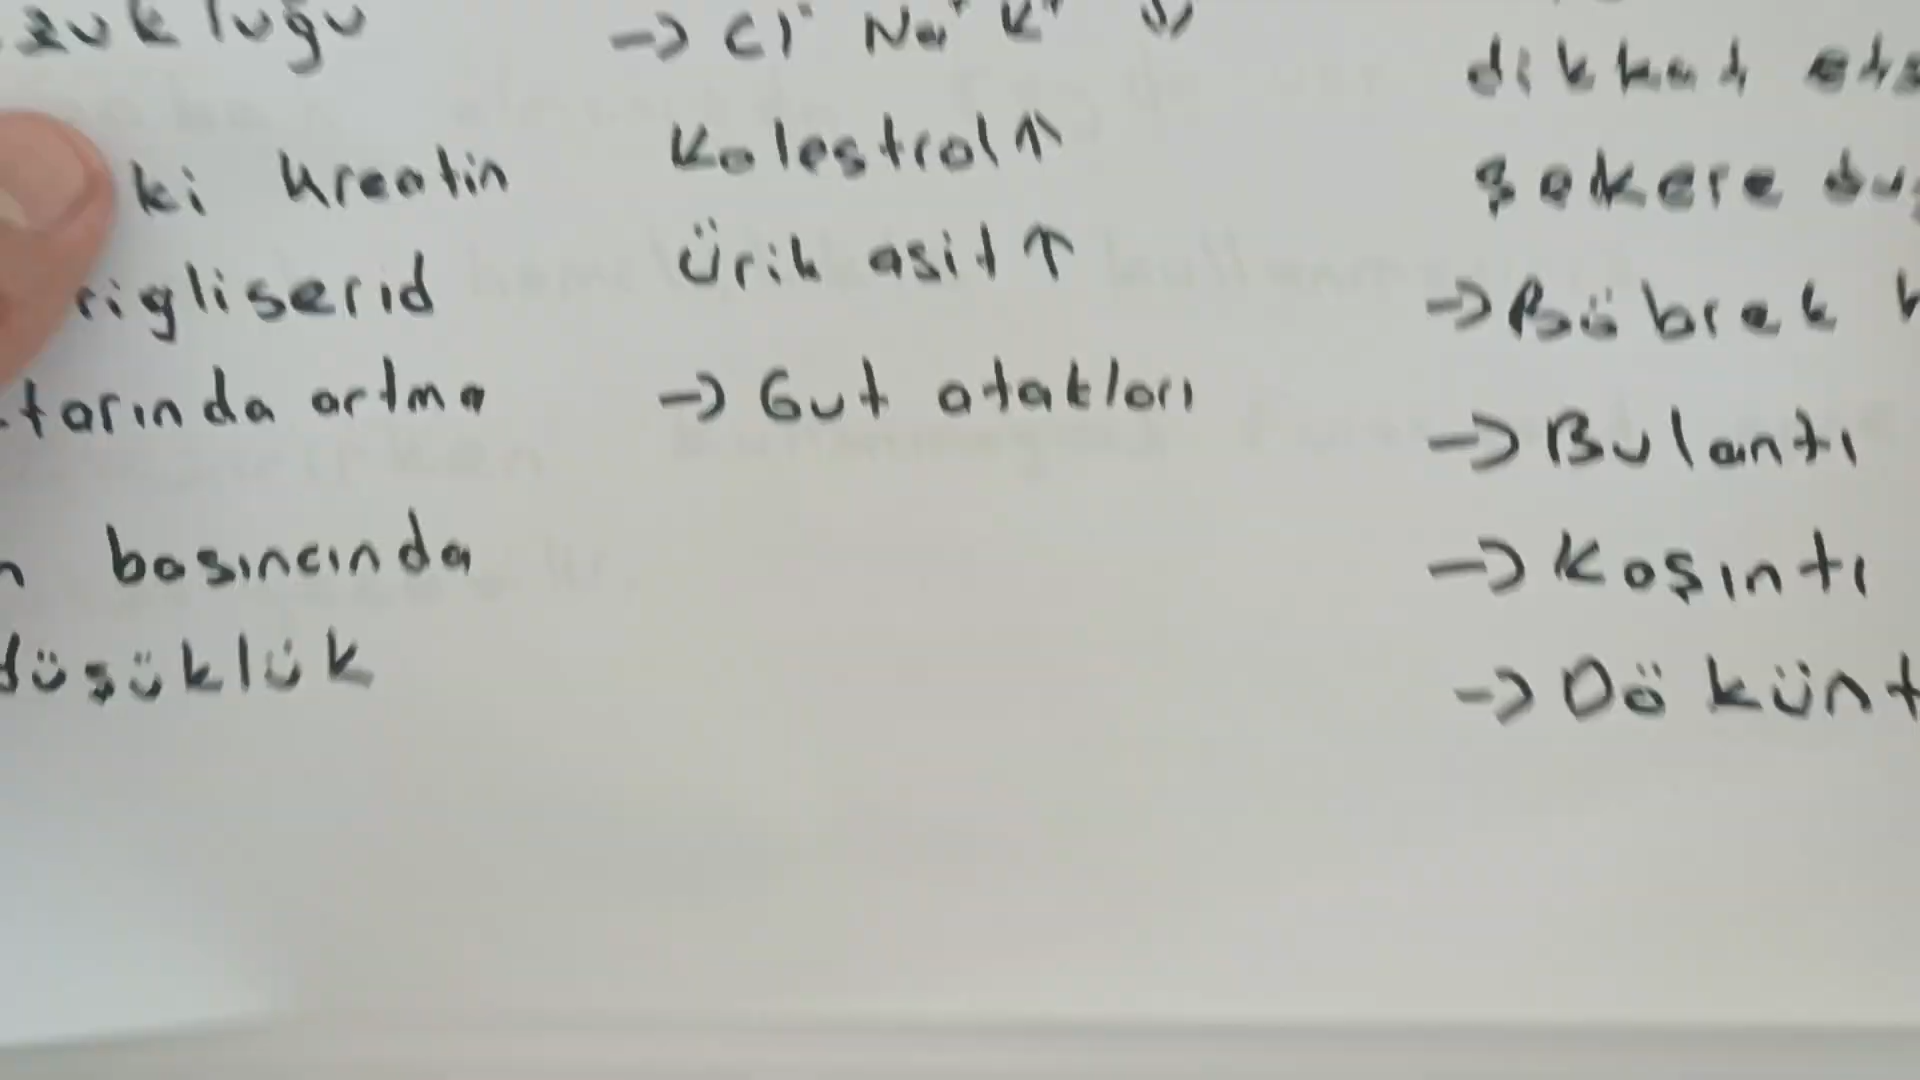 zukluğu
ki kreatin
rigliserid
tarında artma
n basıncında
düşüklük
→ Cl⁻ Na⁺ K⁺ ↓
Kolestrol ↑
Ürik asit ↑
→ Gut atakları
dikkat
şekere
→ Böbrek
→ Bulantı
→ Kaşıntı
→ Dökünt